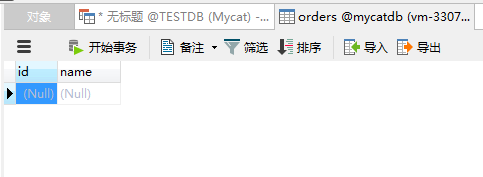 对象 * 无标题 @TESTDB (Mycat) -... orders @mycatdb (vm-3307...
开始事务 备注 筛选 排序 导入 导出
id name
(Null) (Null)